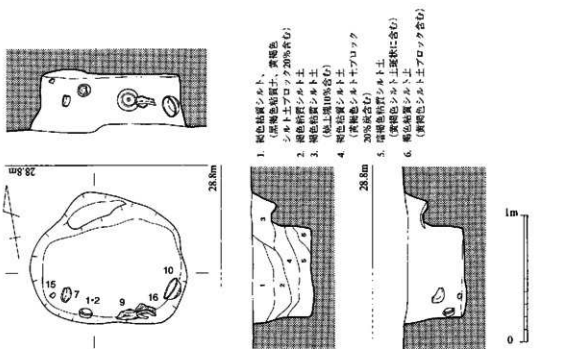 1. 褐色粘質シルト、
(黒褐色粘質土、黄褐色
シルト土ブロック20%含む)
2. 褐色粘質シルト土
3. 褐色粘質シルト土
(焼土塊10%含む)
4. 褐色粘質シルト土
(黄褐色シルト土ブロック
20%炭含む)
5. 暗褐色粘質シルト土
(黄褐色シルト土斑状に含む)
6. 褐色粘質シルト土
(黄褐色シルト土ブロック含む)
28.8m
28.8m
28.8m
15
7
1・2
9
16
10
1
2
3
4
5
6
1m
0